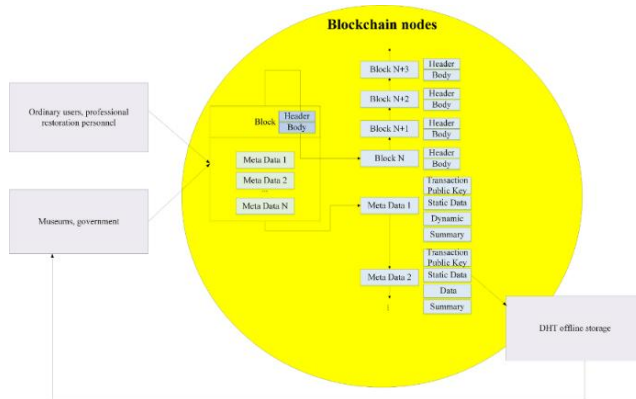 Blockchain nodes
Ordinary users, professional
restoration personnel
Museums, government
Block
Header
Body
Meta Data 1
Meta Data 2
Meta Data N
Block N+3
Header
Body
Block N+2
Header
Body
Block N+1
Header
Body
Block N
Header
Body
Meta Data 1
Transaction
Public Key
Static Data
Dynamic
Summary
Meta Data 2
Transaction
Public Key
Static Data
Data
Summary
DHT offline storage